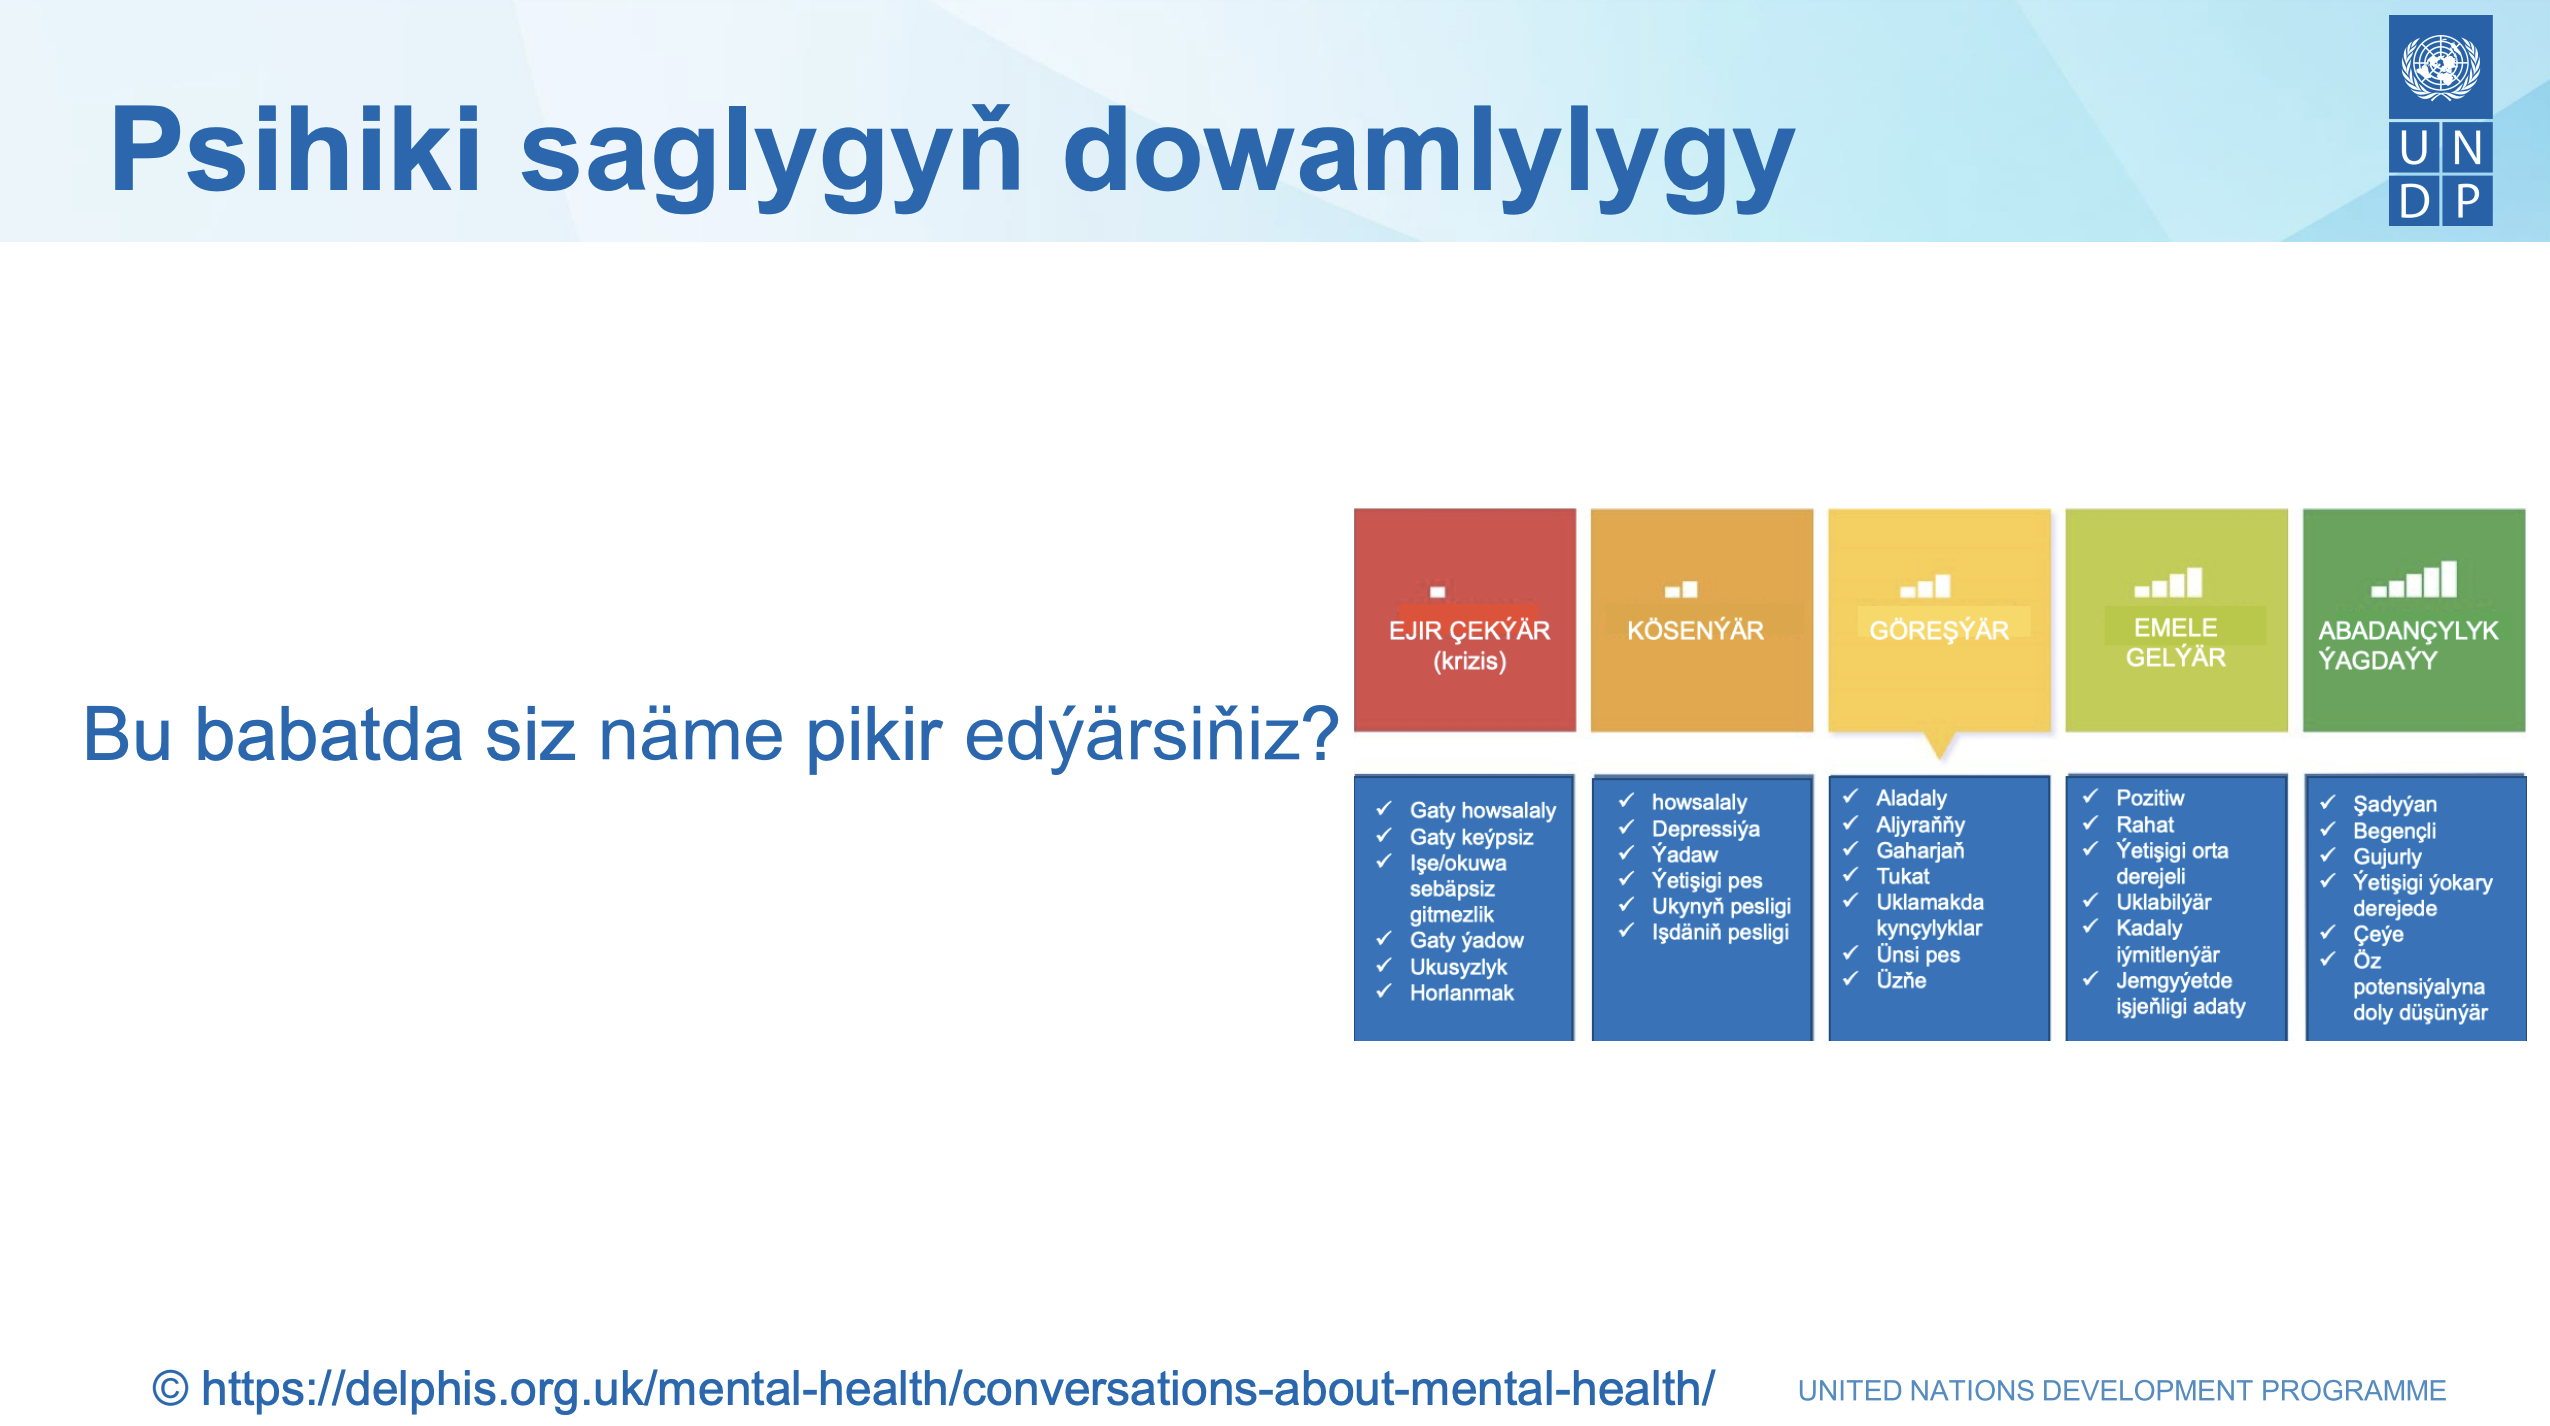 Psihiki saglygyň dowamlylygy
U N
D P
Bu babatda siz näme pikir edýärsiňiz?
EJIR ÇEKÝÄR
(krizis)
KÖSENÝÄR
GÖREŞÝÄR
EMELE
GELÝÄR
ABADANÇYLYK
ÝAGDAÝY
✓ Gaty howsalaly
✓ Gaty keýpsiz
✓ Işe/okuwa
sebäpsiz
gitmezlik
✓ Gaty ýadow
✓ Ukusyzlyk
✓ Horlanmak
✓ howsalaly
✓ Depressiýa
✓ Ýadaw
✓ Ýetişigi pes
✓ Ukynyň pesligi
✓ Işdäniň pesligi
✓ Aladaly
✓ Aljyraňňy
✓ Gaharjaň
✓ Tukat
✓ Uklamakda
kynçylyklar
✓ Ünsi pes
✓ Üzňe
✓ Pozitiw
✓ Rahat
✓ Ýetişigi orta
derejeli
✓ Uklabilýär
✓ Kadaly
iýmitlenýär
✓ Jemgyýetde
işjeňligi adaty
✓ Şadyýan
✓ Begençli
✓ Gujurly
✓ Ýetişigi ýokary
derejede
✓ Çeýe
✓ Öz
potensiýalyna
doly düşünýär
© https://delphis.org.uk/mental-health/conversations-about-mental-health/
UNITED NATIONS DEVELOPMENT PROGRAMME